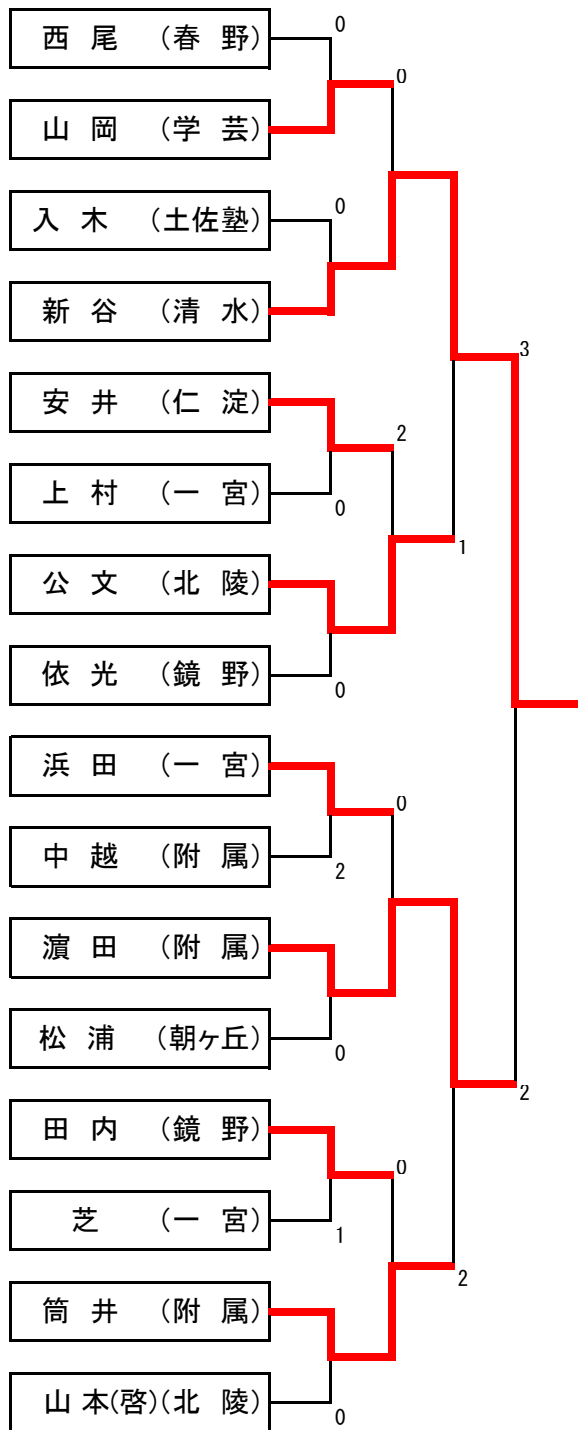 西 尾 (春 野)
0
0
山 岡 (学 芸)
入 木 (土佐塾)
0
新 谷 (清 水)
3
安 井 (仁 淀)
2
上 村 (一 宮)
0
1
公 文 (北 陵)
依 光 (鏡 野)
0
浜 田 (一 宮)
0
中 越 (附 属)
2
濵 田 (附 属)
松 浦 (朝ヶ丘)
0
2
田 内 (鏡 野)
0
芝 (一 宮)
1
2
筒 井 (附 属)
山 本(啓)(北 陵)
0